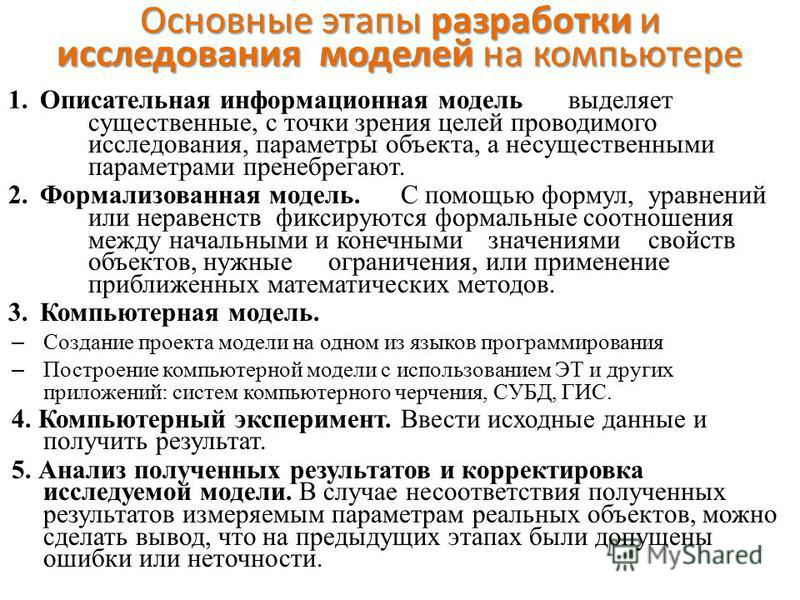 Основные этапы разработки и
исследования моделей на компьютере
1. Описательная информационная модель выделяет
существенные, с точки зрения целей проводимого
исследования, параметры объекта, а несущественными
параметрами пренебрегают.
2. Формализованная модель. С помощью формул, уравнений
или неравенств фиксируются формальные соотношения
между начальными и конечными значениями свойств
объектов, нужные ограничения, или применение
приближенных математических методов.
3. Компьютерная модель.
– Создание проекта модели на одном из языков программирования
– Построение компьютерной модели с использованием ЭТ и других
приложений: систем компьютерного черчения, СУБД, ГИС.
4. Компьютерный эксперимент. Ввести исходные данные и
получить результат.
5. Анализ полученных результатов и корректировка
исследуемой модели. В случае несоответствия полученных
результатов измеряемым параметрам реальных объектов, можно
сделать вывод, что на предыдущих этапах были допущены
ошибки или неточности.
MyShared